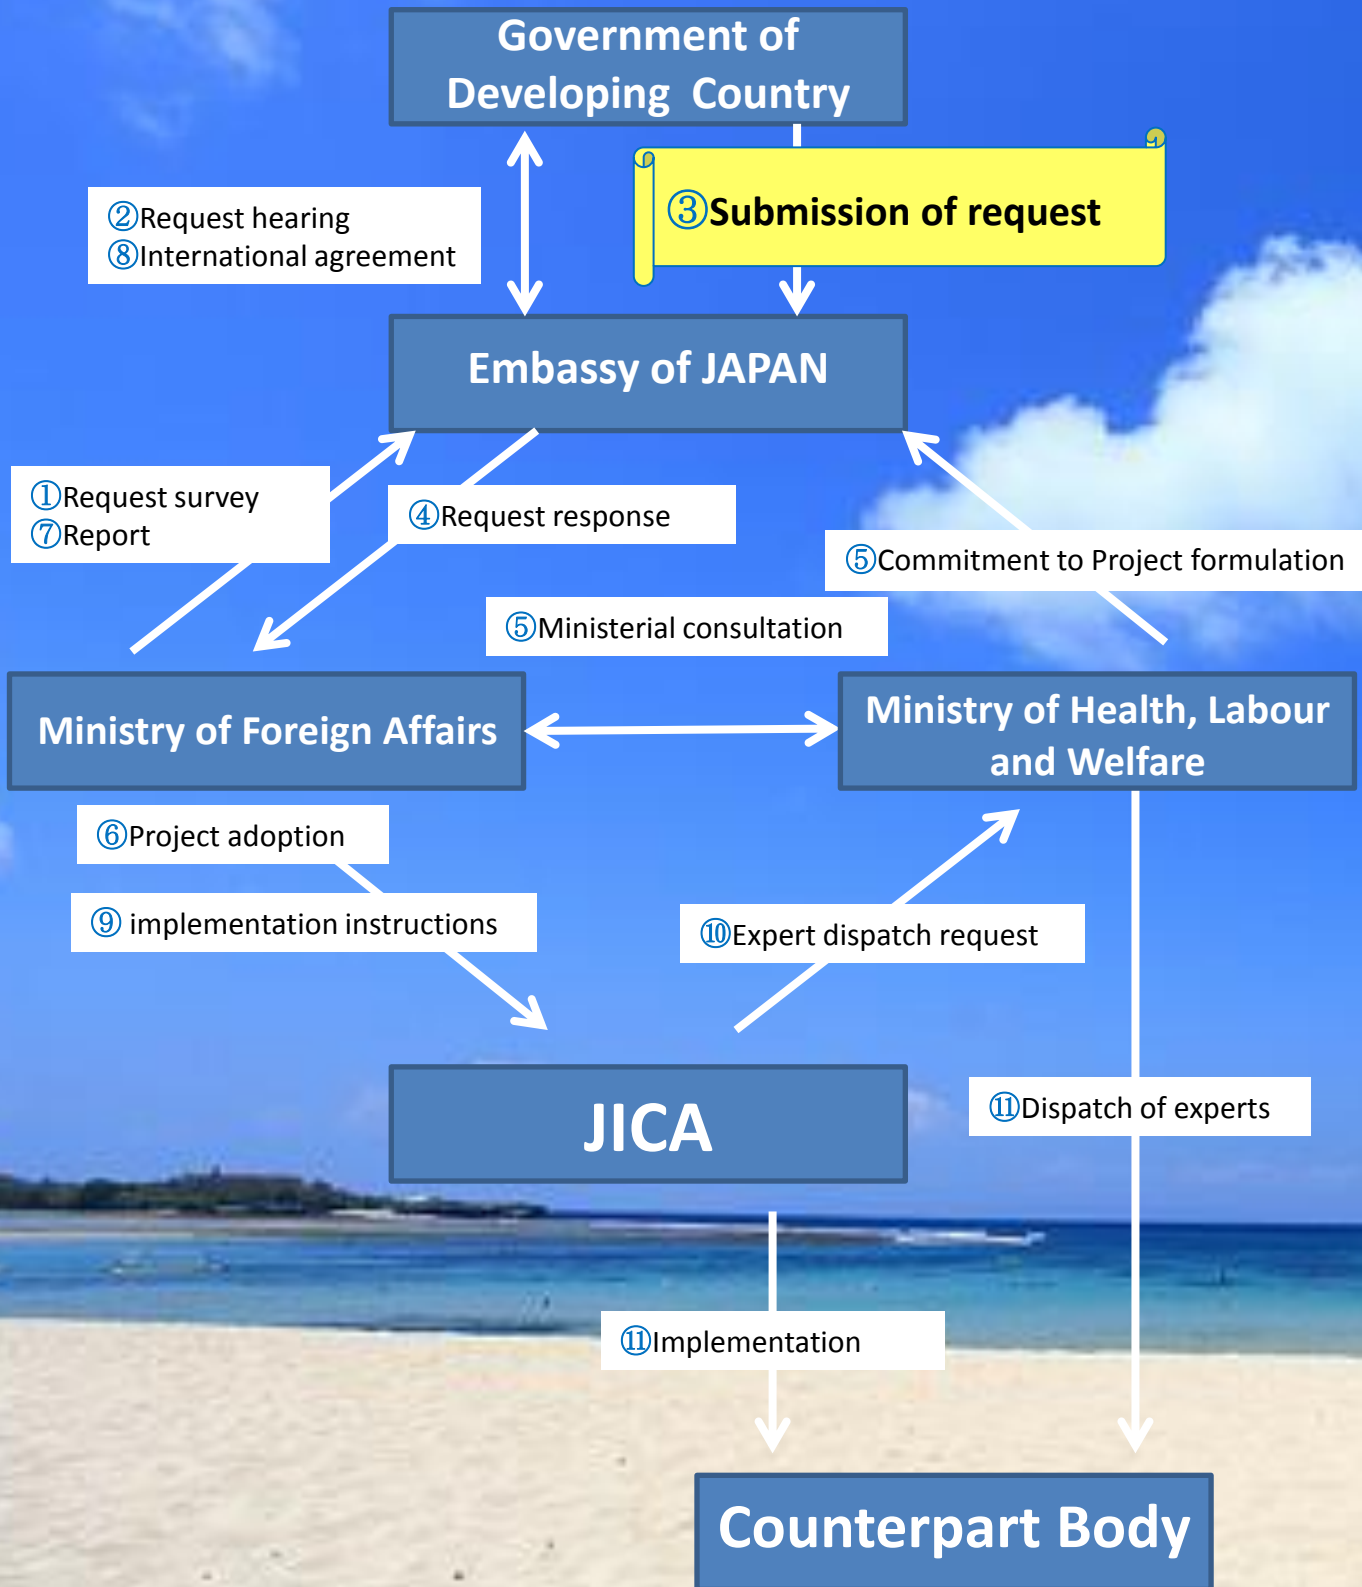 Government of
Developing Country
②Request hearing
⑧International agreement
③Submission of request
Embassy of JAPAN
①Request survey
⑦Report
④Request response
⑤Commitment to Project formulation
⑤Ministerial consultation
Ministry of Foreign Affairs
Ministry of Health, Labour
and Welfare
⑥Project adoption
⑨ implementation instructions
⑩Expert dispatch request
JICA
⑪Dispatch of experts
⑪Implementation
Counterpart Body